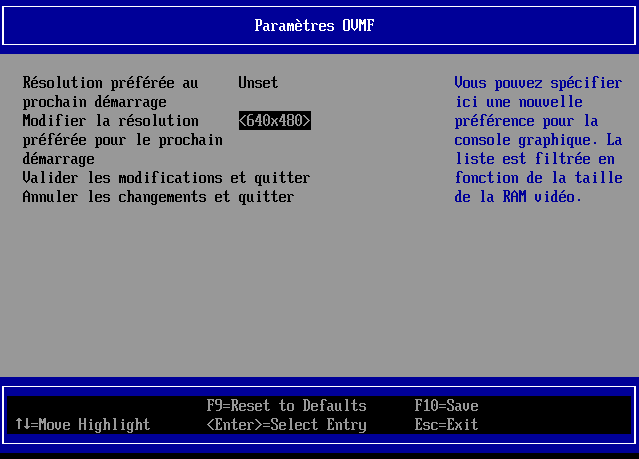 Paramètres OVMF
Résolution préférée au Unset
prochain démarrage
Modifier la résolution <640x480>
préférée pour le prochain
démarrage
Valider les modifications et quitter
Annuler les changements et quitter
Vous pouvez spécifier
ici une nouvelle
préférence pour la
console graphique. La
liste est filtrée en
fonction de la taille
de la RAM vidéo.
F9=Reset to Defaults F10=Save
↑↓=Move Highlight <Enter>=Select Entry Esc=Exit